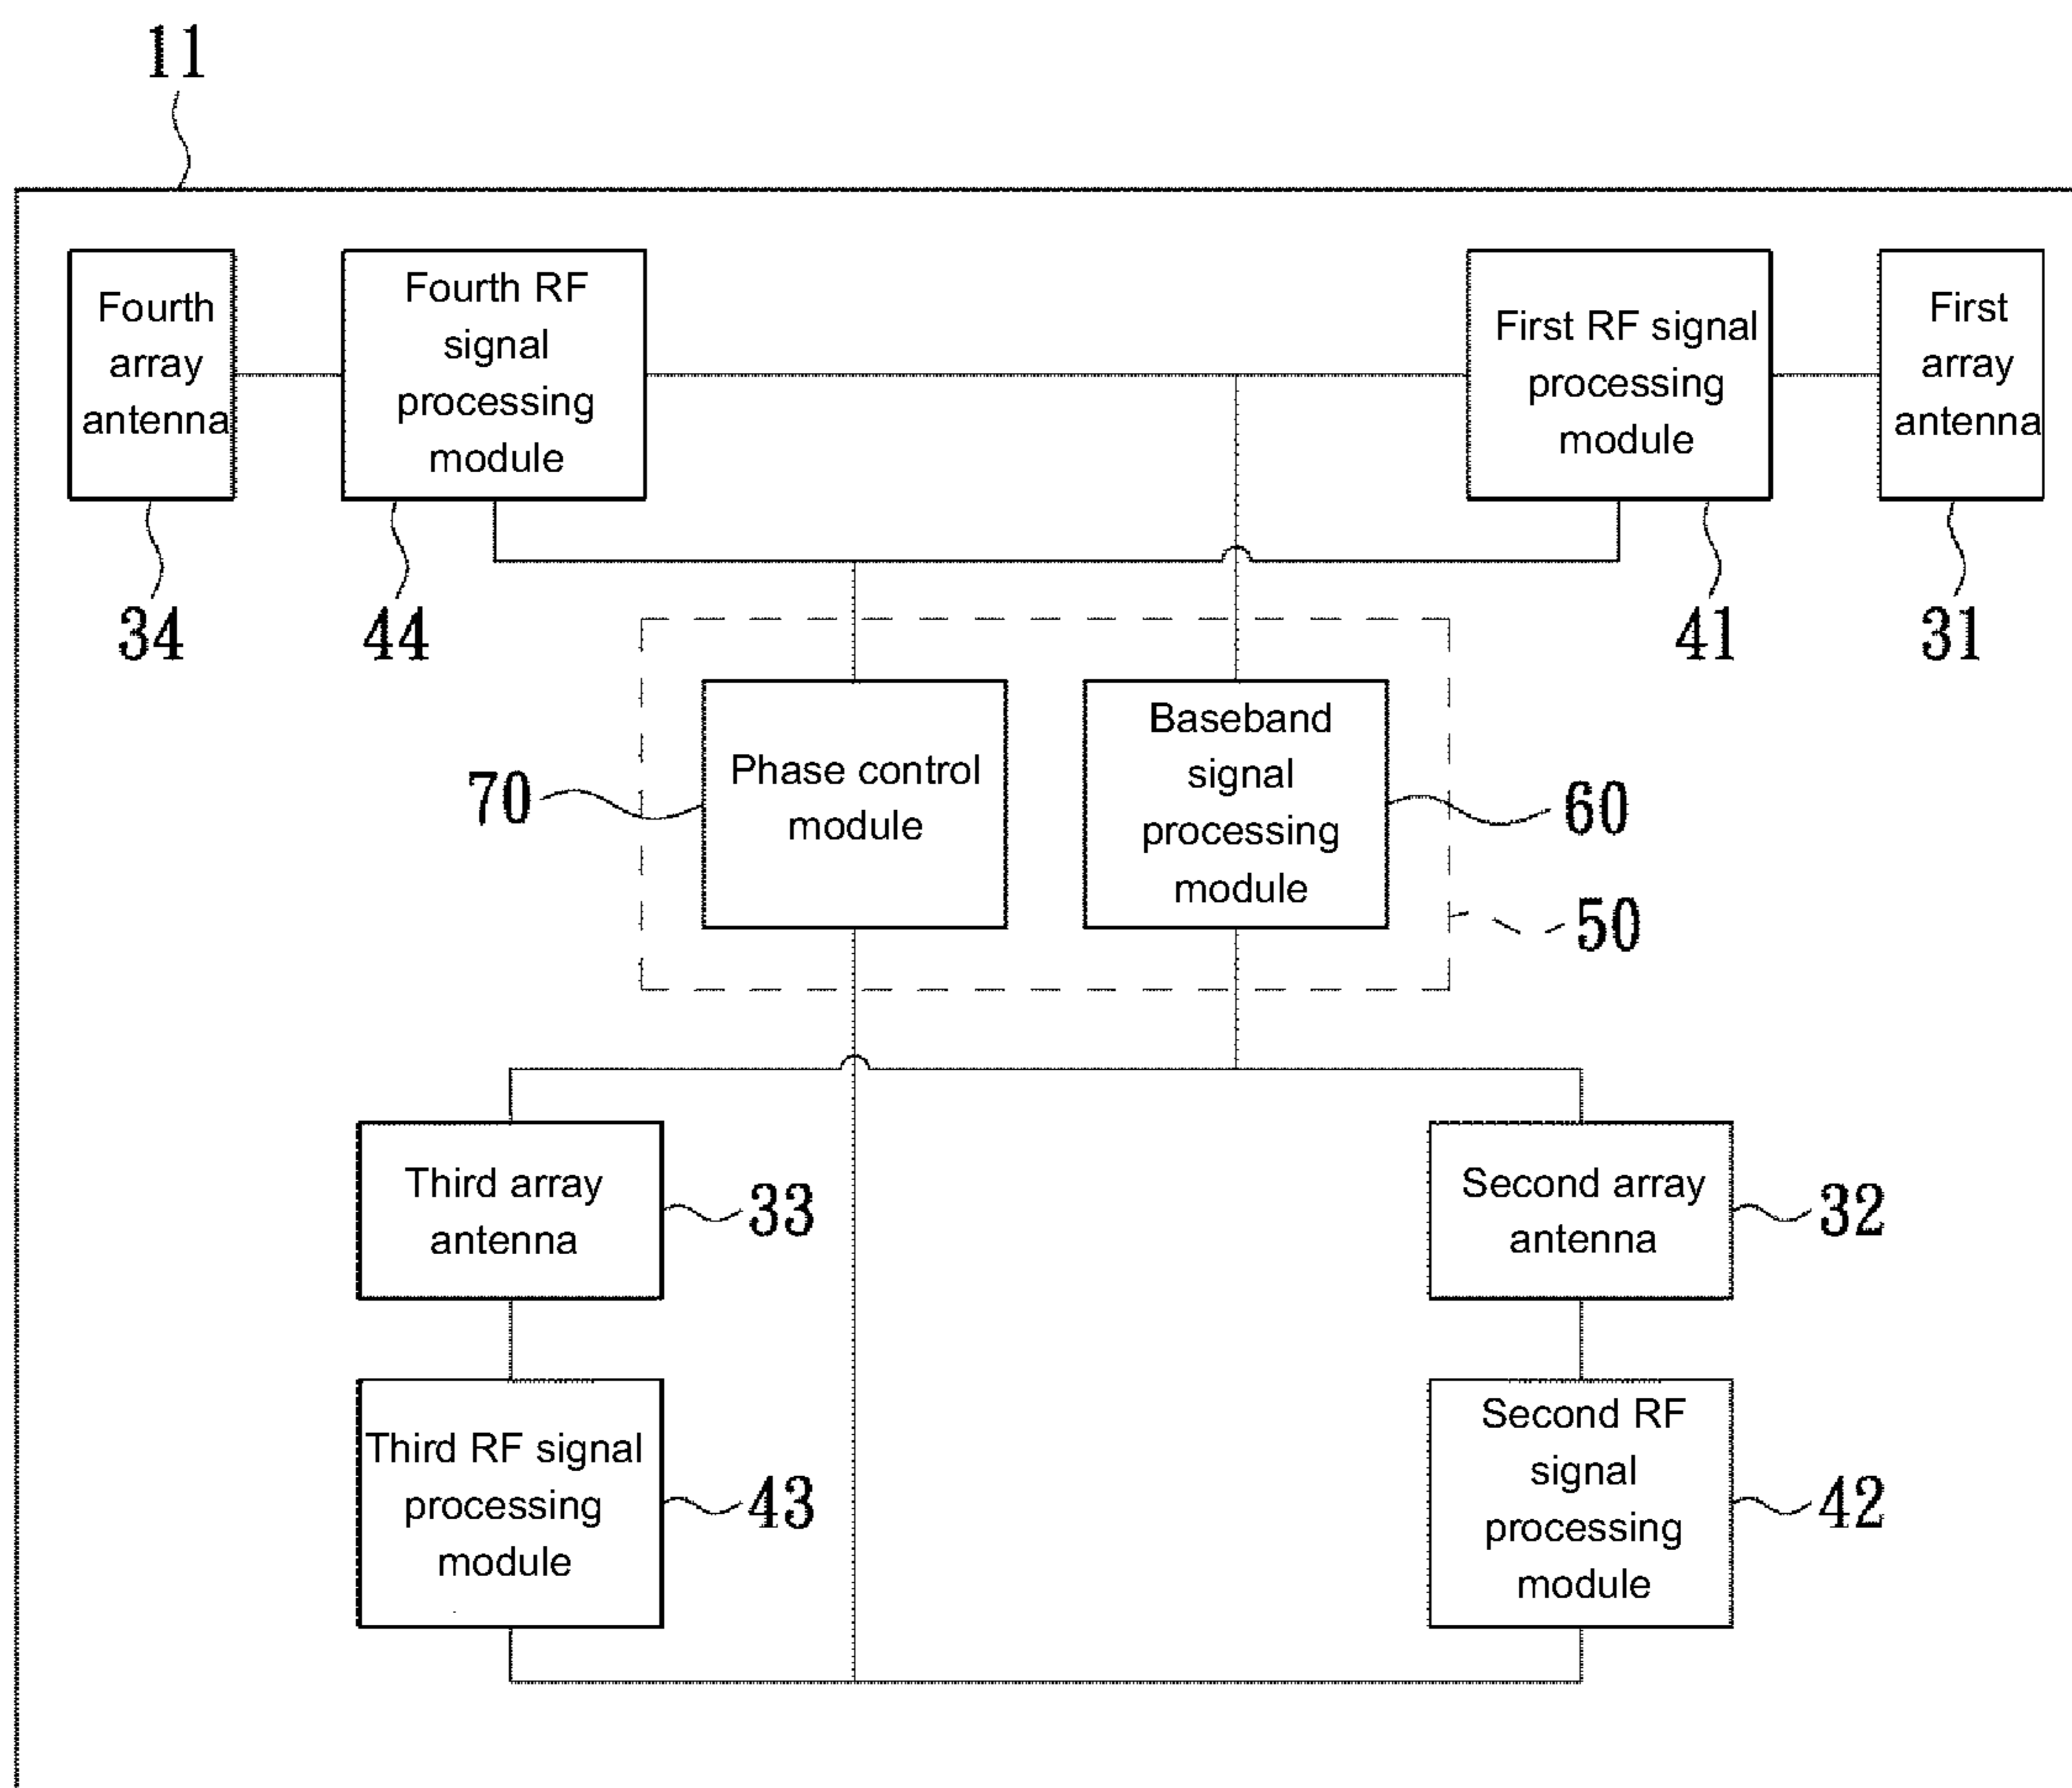 11
Fourth
array
antenna
Fourth RF
signal
processing
module
First RF signal
processing
module
First
array
antenna
34
44
41
31
Phase control
module
Baseband
signal
processing
module
70
60
50
Third array
antenna
33
Second array
antenna
32
Third RF signal
processing
module
43
Second RF
signal
processing
module
42